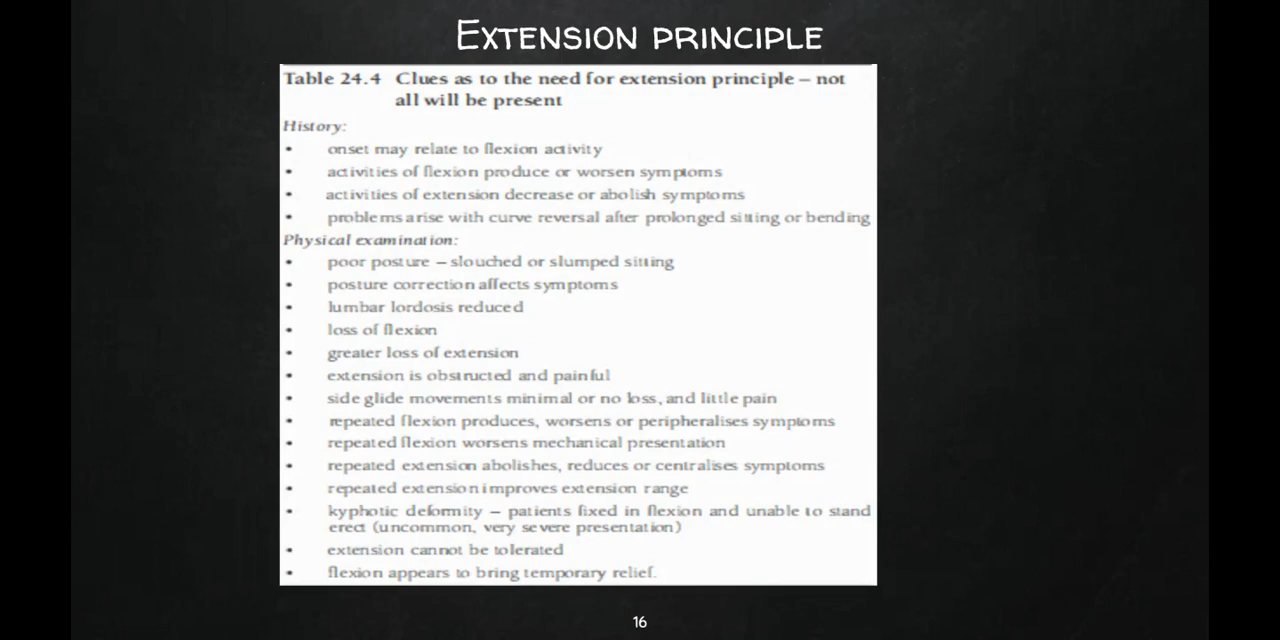 EXTENSION PRINCIPLE
Table 24.4 Clues as to the need for extension principle – not
all will be present
History:
• onset may relate to flexion activity
• activities of flexion produce or worsen symptoms
• activities of extension decrease or abolish symptoms
• problems arise with curve reversal after prolonged sitting or bending
Physical examination:
• poor posture – slouched or slumped sitting
• posture correction affects symptoms
• lumbar lordosis reduced
• loss of flexion
• greater loss of extension
• extension is obstructed and painful
• side glide movements minimal or no loss, and little pain
• repeated flexion produces, worsens or peripheralises symptoms
• repeated flexion worsens mechanical presentation
• repeated extension abolishes, reduces or centralises symptoms
• repeated extension improves extension range
• kyphotic deformity – patients fixed in flexion and unable to stand
erect (uncommon, very severe presentation)
• extension cannot be tolerated
• flexion appears to bring temporary relief.
16